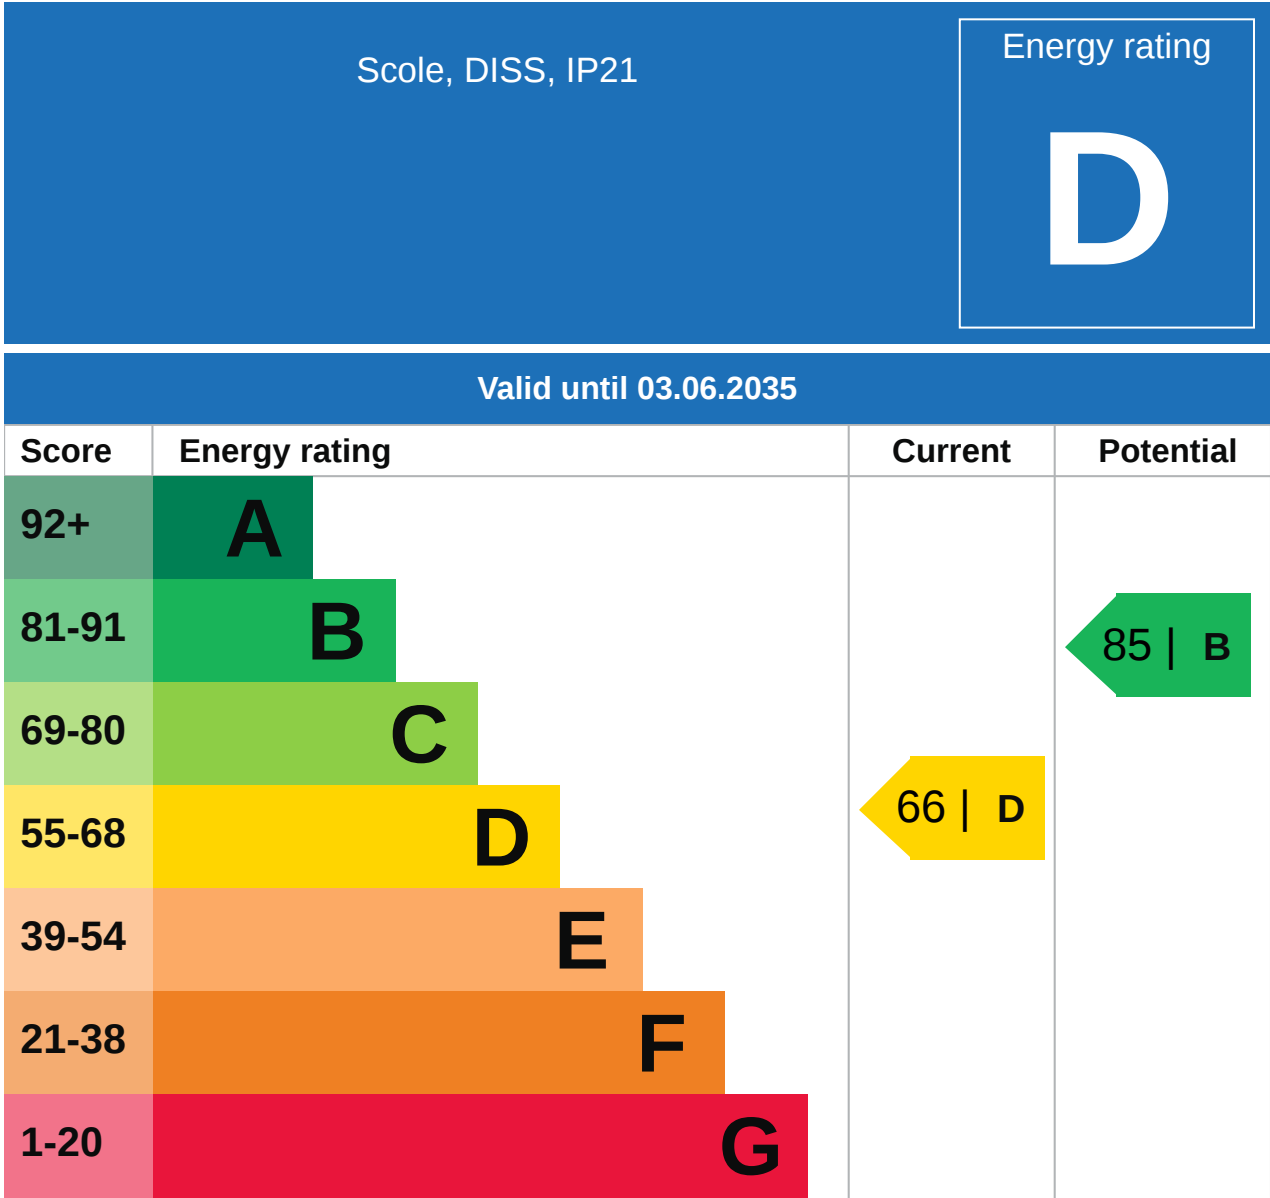 Scole, DISS, IP21
Energy rating
D
Valid until 03.06.2035
Score Energy rating Current Potential
92+ A
81-91 B
85 | B
69-80 C
55-68 D
66 | D
39-54 E
21-38 F
1-20 G